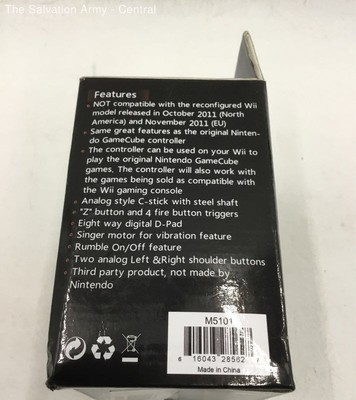 The Salvation Army - Central
Features
• NOT compatible with the reconfigured Wii
model released in October 2011 (North
America) and November 2011 (EU)
• Same great features as the original Ninten-
do GameCube controller
• The controller can be used on your Wii to
play the original Nintendo GameCube
games. The controller will also work with
the games being sold as compatible with
the Wii gaming console
• Analog style C-stick with steel shaft
• "Z" button and 4 fire button triggers
• Eight way digital D-Pad
• Singer motor for vibration feature
• Rumble On/Off feature
• Two analog Left &Right shoulder buttons
• Third party product, not made by
Nintendo
M5101
6 16043 28562
Made in China